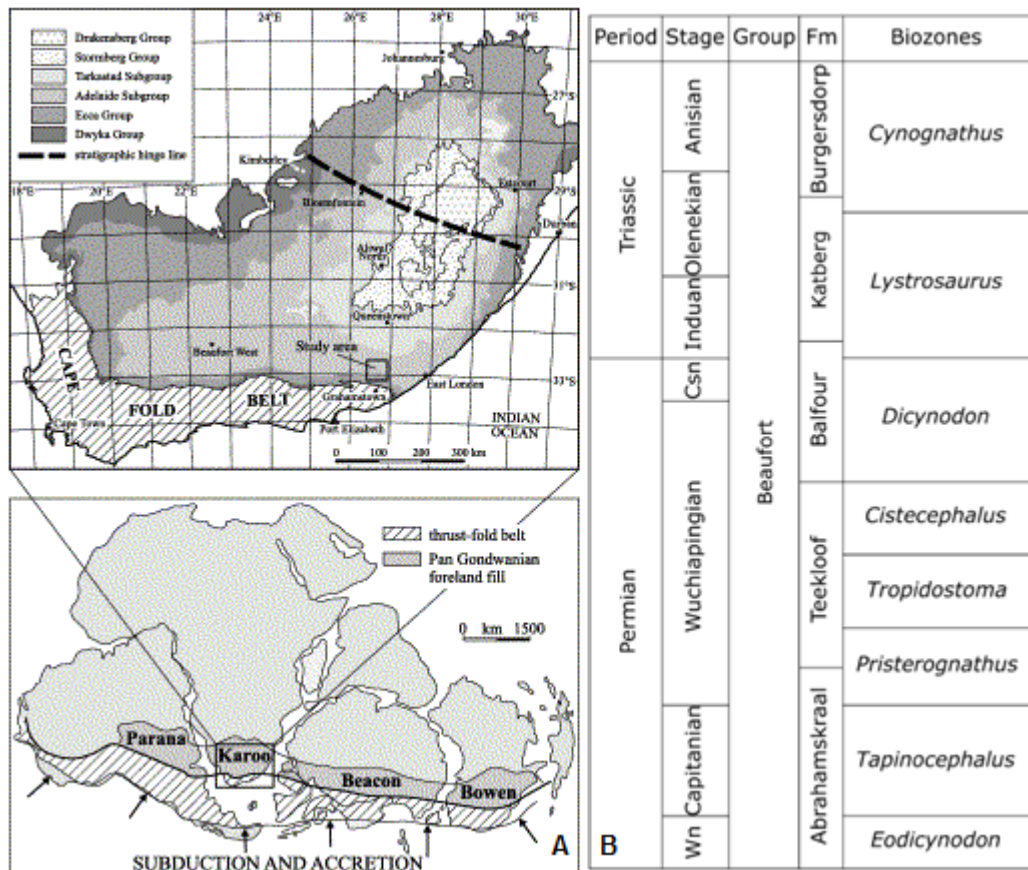 24°E
26°E
28°E
30°E
Drakensberg Group
Stormberg Group
Tarkastad Subgroup
Adelaide Subgroup
Ecca Group
Dwyka Group
stratigraphic hinge line
Johannesburg
27°S
Kimberley
18°E
20°E
22°E
Bloemfontein
Estcourt
29°S
Durban
Aliwal
North
31°S
Queenstown
Beaufort West
Study area
33°S
East London
Grahamstown
CAPE
FOLD
BELT
Cape Town
Port Elizabeth
INDIAN
OCEAN
0 100 200 300 km
thrust-fold belt
Pan Gondwanian
foreland fill
0 km 1500
Parana
Karoo
Beacon
Bowen
SUBDUCTION AND ACCRETION
A
B
Period Stage Group Fm Biozones
Triassic
Permian
Anisian
Olenekian
Induan
Csn
Wuchiapingian
Capitanian
Wn
Beaufort
Burgersdorp
Katberg
Balfour
Teekloof
Abrahamskraal
Cynognathus
Lystrosaurus
Dicynodon
Cistecephalus
Tropidostoma
Pristerognathus
Tapinocephalus
Eodicynodon